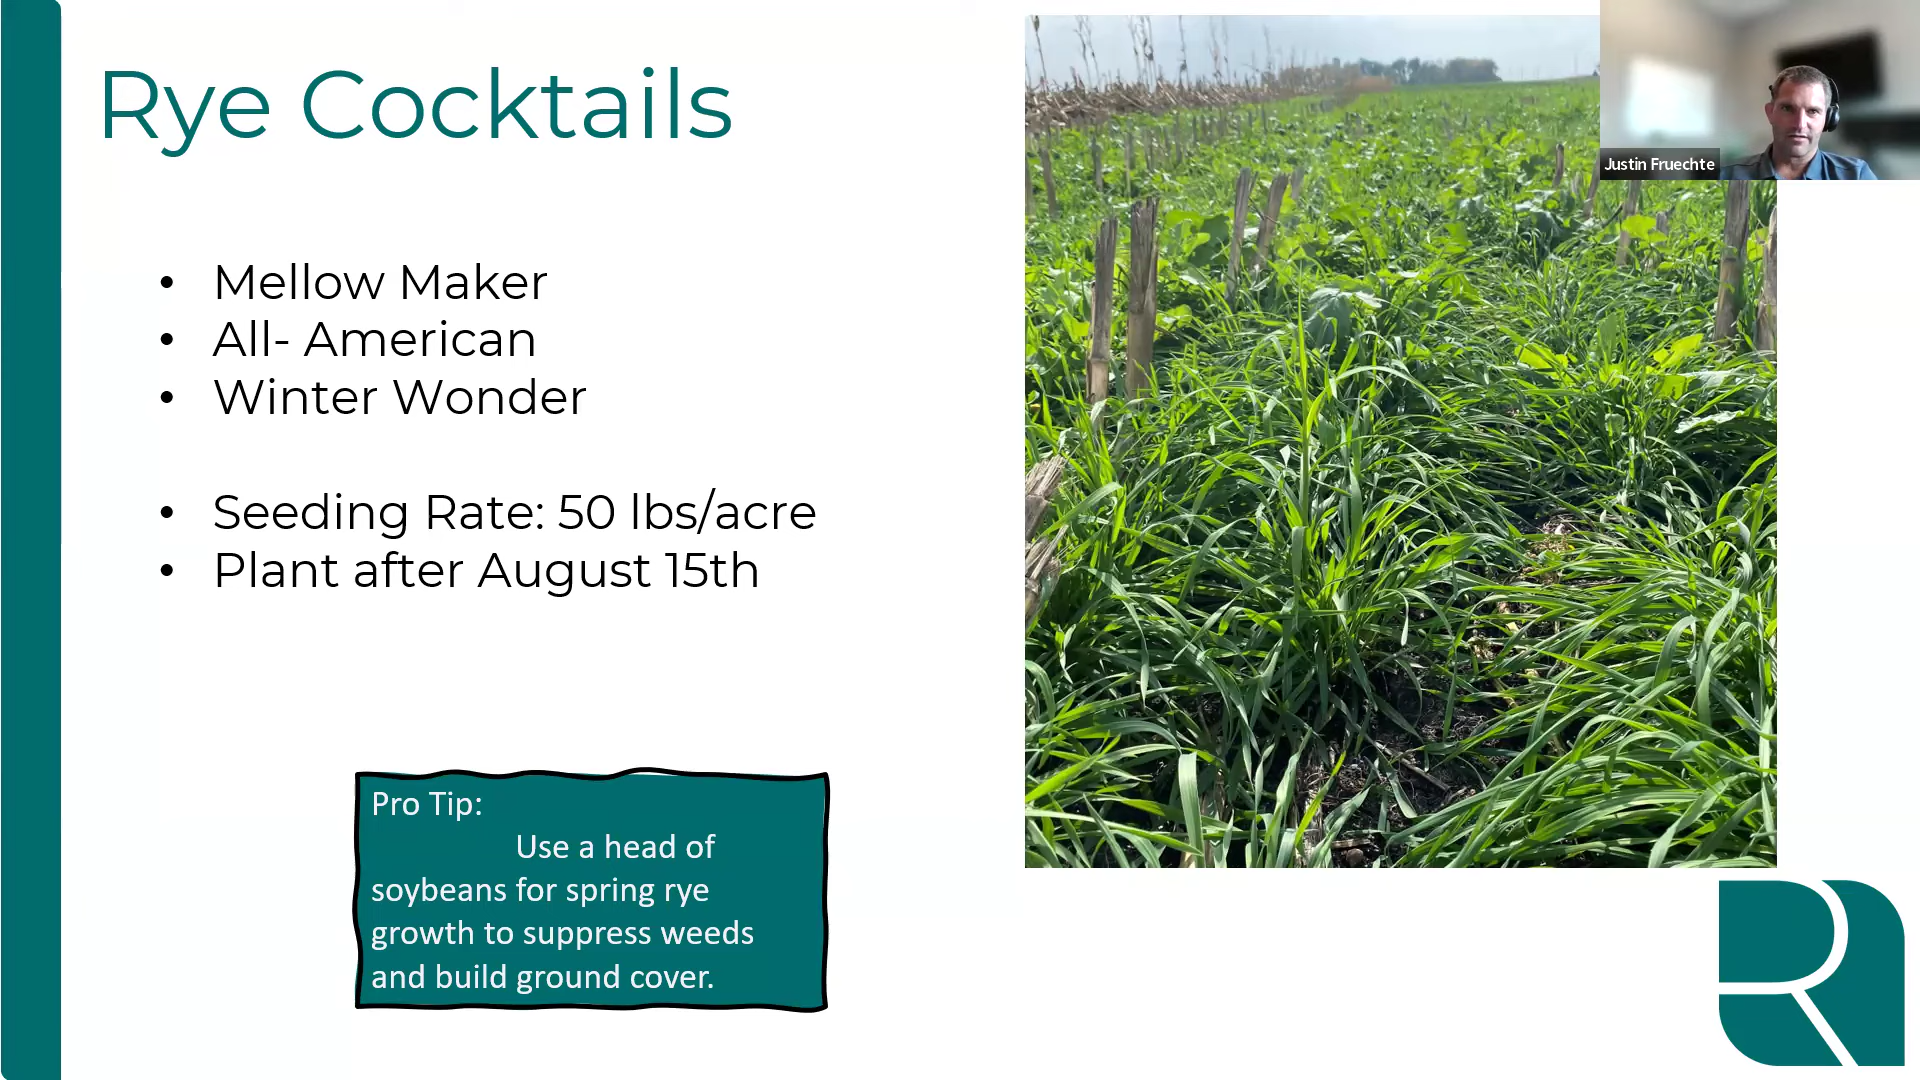 Rye Cocktails
Justin Fruechte
• Mellow Maker
• All- American
• Winter Wonder
• Seeding Rate: 50 lbs/acre
• Plant after August 15th
Pro Tip:
Use a head of
soybeans for spring rye
growth to suppress weeds
and build ground cover.